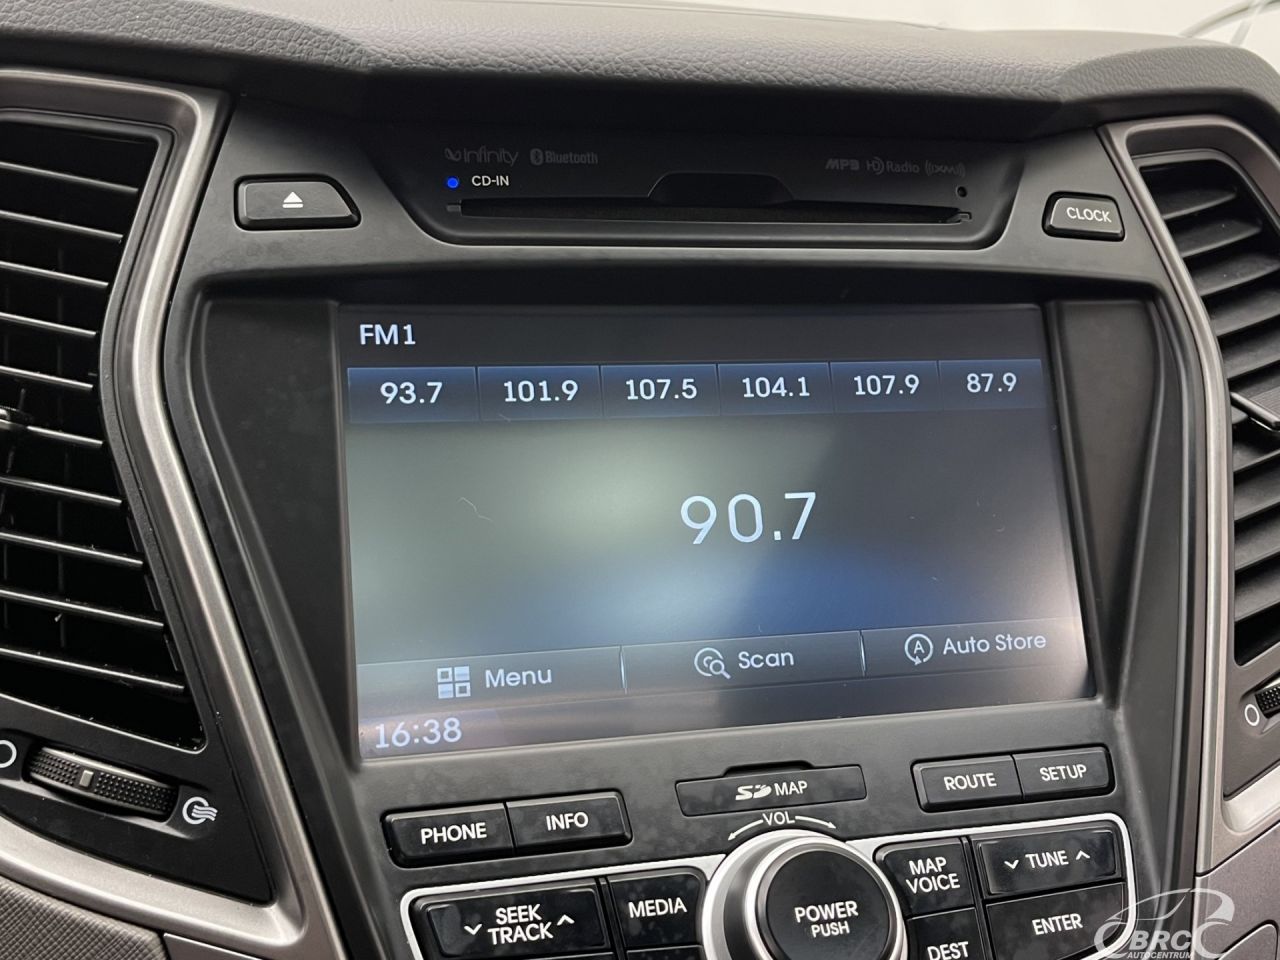 infinity Bluetooth MP3 HD Radio ((XM))
CD-IN
CLOCK
FM1
93.7 101.9 107.5 104.1 107.9 87.9
90.7
Menu Scan Auto Store
16:38
SD MAP ROUTE SETUP
PHONE INFO VOL
MAP VOICE TUNE
SEEK TRACK MEDIA POWER PUSH ENTER
DEST
BRC
AUTOCENTRUM